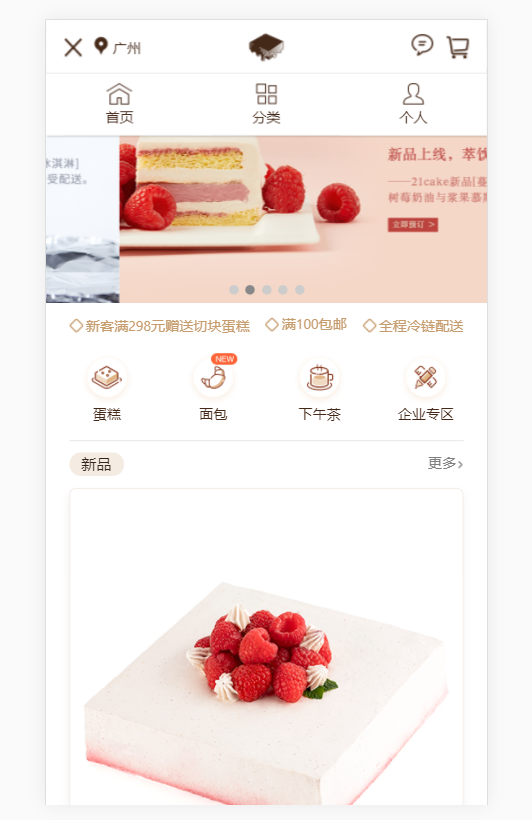 广州
首页
分类
个人
冰淇淋]
受配送。
新品上线，萃
——21cake新品[蔓
树莓奶油与浆果慕
立即预订 >
新客满298元赠送切块蛋糕
满100包邮
全程冷链配送
NEW
蛋糕
面包
下午茶
企业专区
新品
更多>